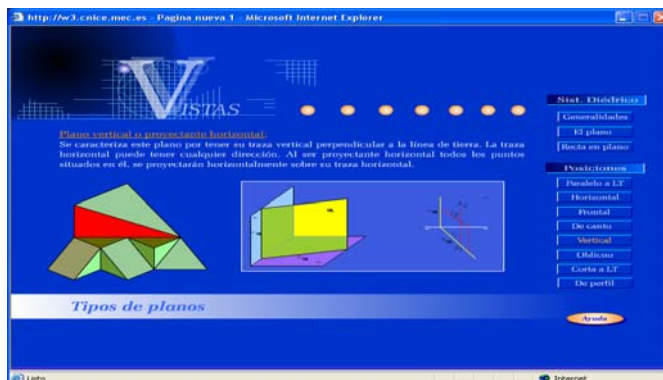 http://w3.cnice.mec.es - Pagina nueva 1 - Microsoft Internet Explorer
VISTAS
Plano vertical o proyectante horizontal:
Se caracteriza este plano por tener su traza vertical perpendicular a la línea de tierra. La traza
horizontal puede tener cualquier dirección. Al ser proyectante horizontal todos los puntos
situados en él, se proyectarán horizontalmente sobre su traza horizontal.
Sist. Diédrico
Generalidades
El plano
Recta en plano
Posiciones
Paralelo a LT
Horizontal
Frontal
De canto
Vertical
Oblicuo
Corta a LT
De perfil
Tipos de planos
Ayuda
Listo
Internet